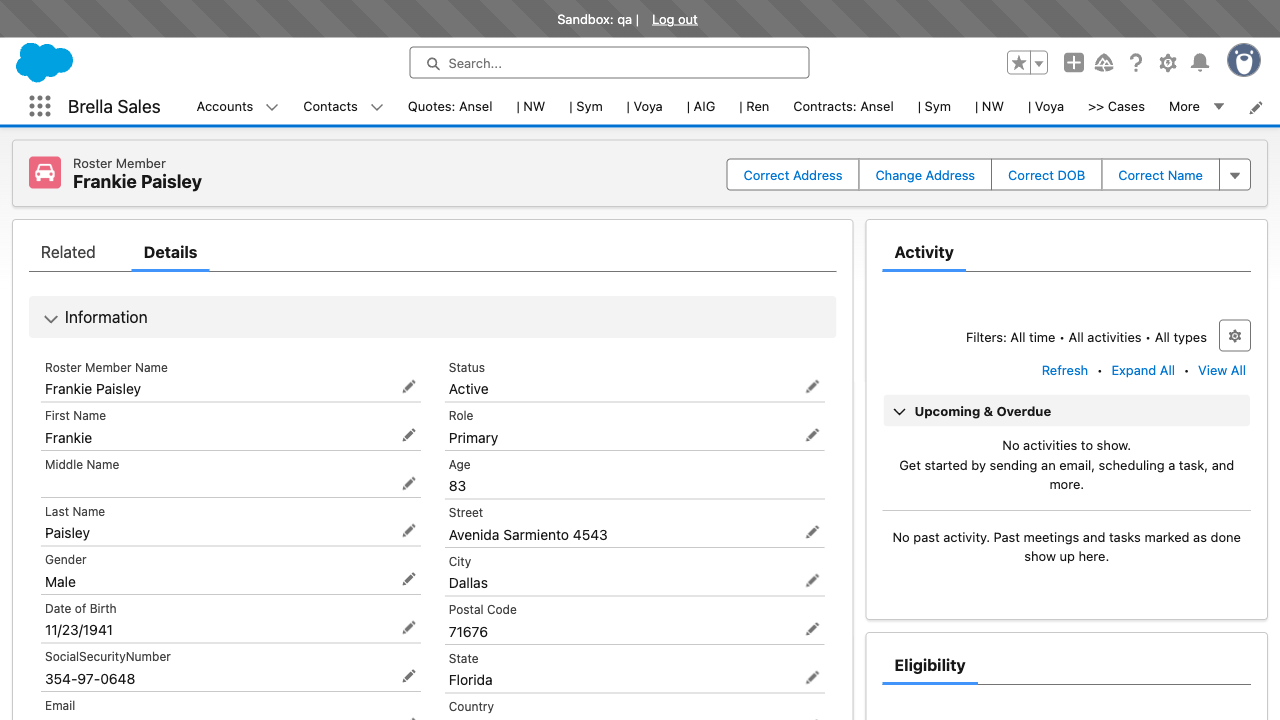 Sandbox: qa | Log out
Search...
Brella Sales
Accounts
Contacts
Quotes: Ansel
| NW
| Sym
| Voya
| AIG
| Ren
Contracts: Ansel
| Sym
| NW
| Voya
>> Cases
More
Roster Member
Frankie Paisley
Correct Address
Change Address
Correct DOB
Correct Name
Related
Details
Information
Roster Member Name
Frankie Paisley
First Name
Frankie
Middle Name
Last Name
Paisley
Gender
Male
Date of Birth
11/23/1941
SocialSecurityNumber
354-97-0648
Email
Status
Active
Role
Primary
Age
83
Street
Avenida Sarmiento 4543
City
Dallas
Postal Code
71676
State
Florida
Country
Activity
Filters: All time • All activities • All types
Refresh • Expand All • View All
Upcoming & Overdue
No activities to show.
Get started by sending an email, scheduling a task, and
more.
No past activity. Past meetings and tasks marked as done
show up here.
Eligibility